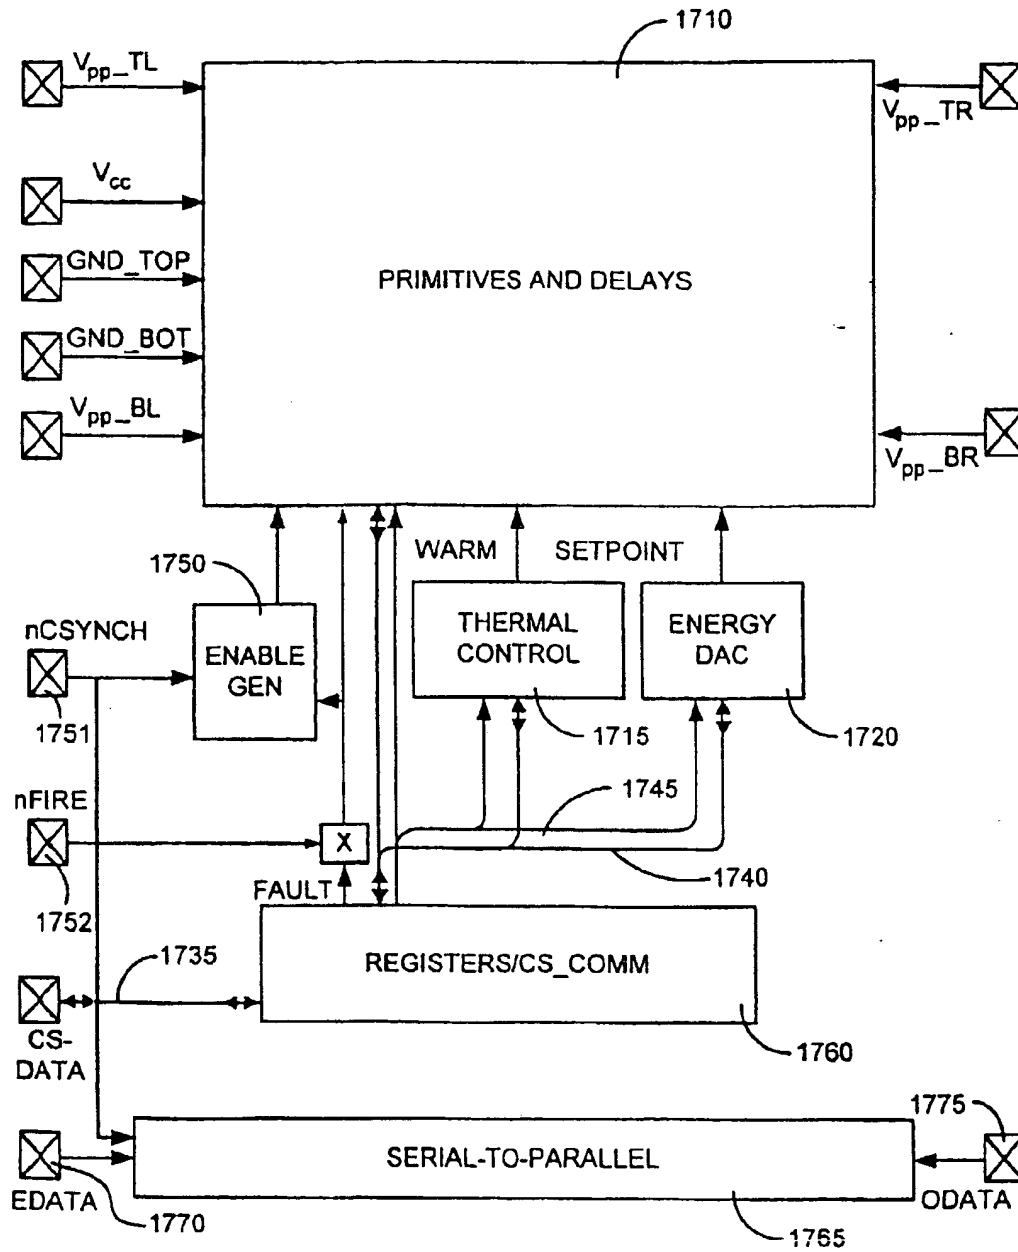 1710
Vpp_TL
Vpp_TR
Vcc
GND_TOP
PRIMITIVES AND DELAYS
GND_BOT
Vpp_BL
Vpp_BR
WARM
SETPOINT
1750
nCSYNCH
ENABLE
GEN
THERMAL
CONTROL
ENERGY
DAC
1751
1715
1720
nFIRE
1745
X
1740
FAULT
1752
1735
REGISTERS/CS_COMM
CS-
DATA
1760
1775
SERIAL-TO-PARALLEL
EDATA
ODATA
1770
1765